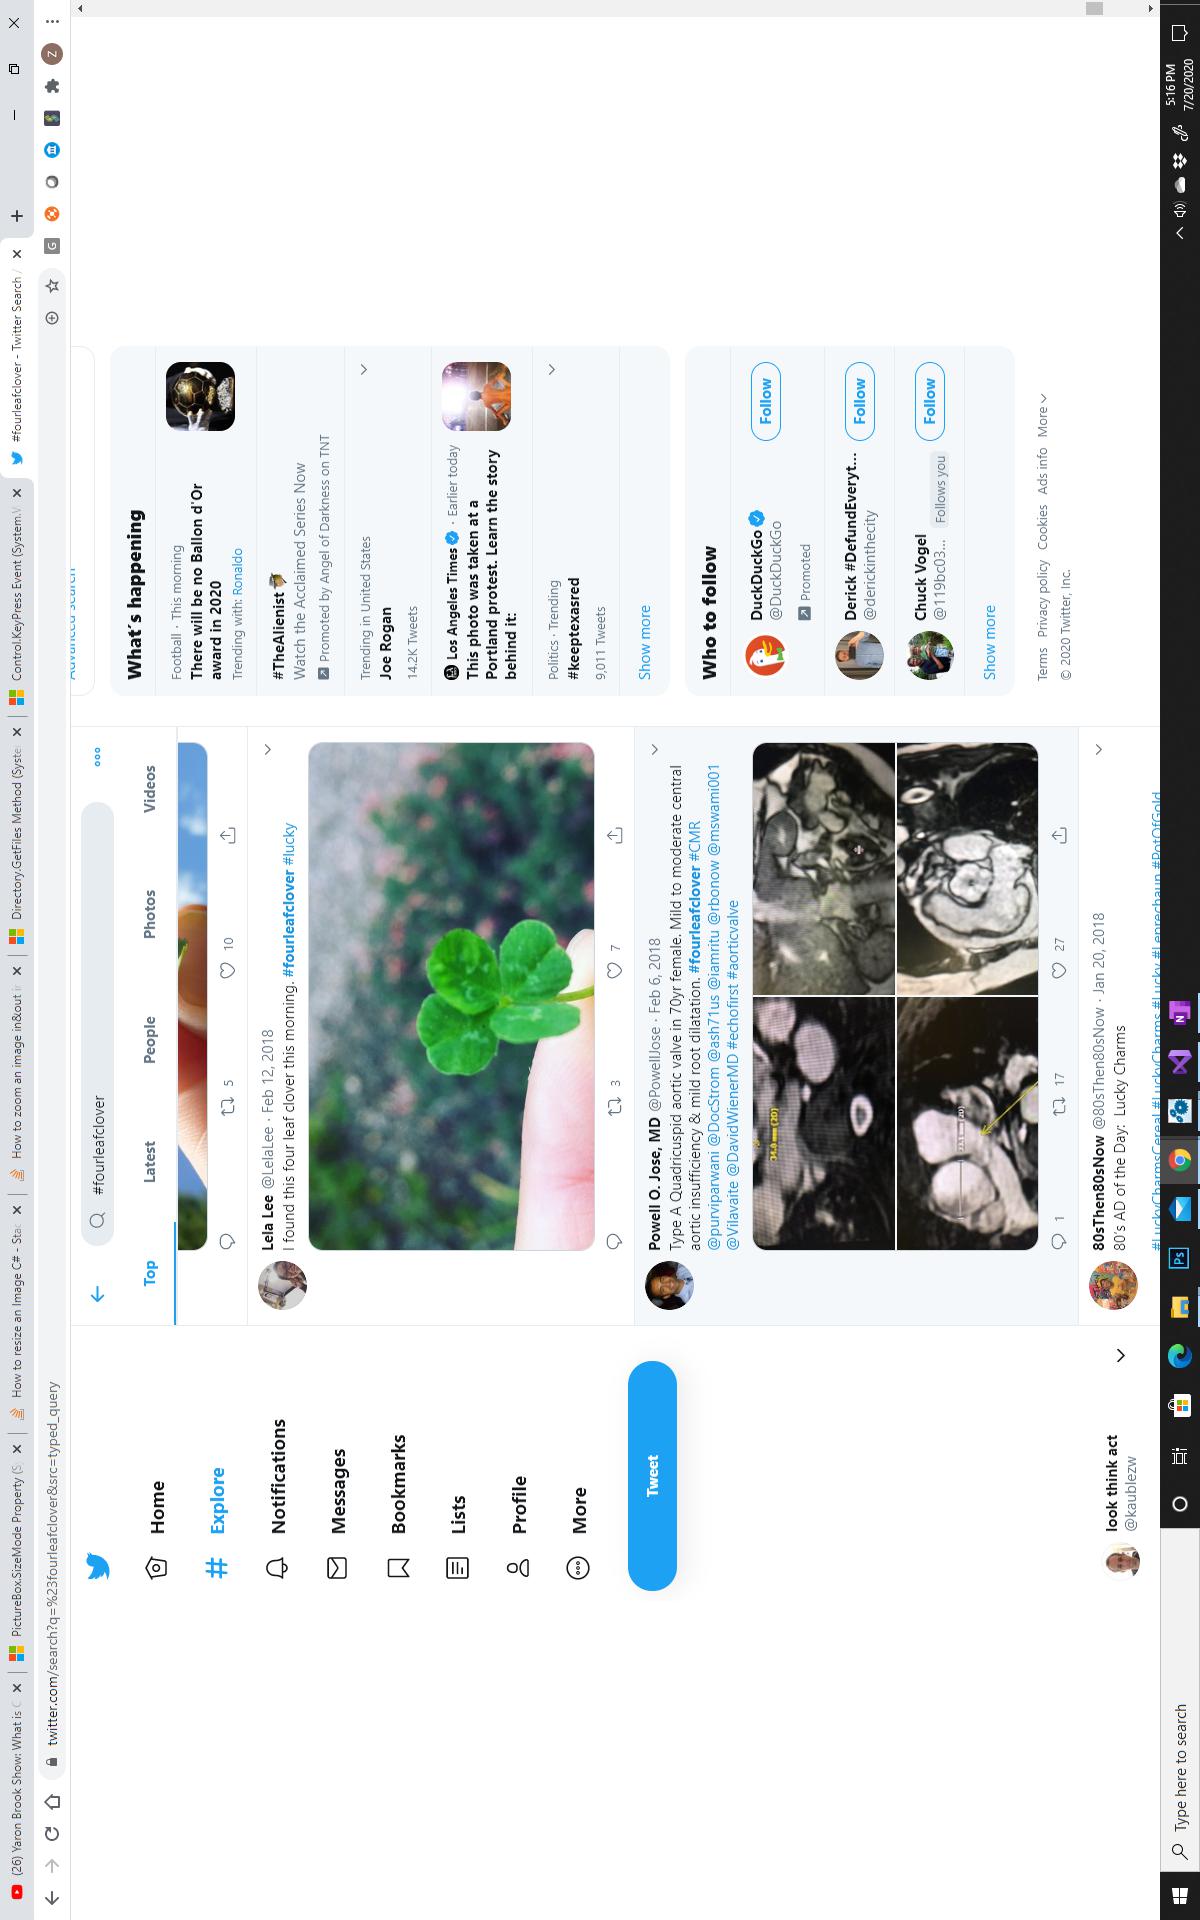 (26) Yaron Brook Show: What is
PictureBox.SizeMode Property (S
How to resize an Image C# - Stac
How to zoom an image in&out i
Directory.GetFiles Method (Syste
Control.KeyPress Event (System.V
#fourleafclover - Twitter Search /
twitter.com/search?q=%23fourleafclover&src=typed_query
G
Z
Home
Explore
Notifications
Messages
Bookmarks
Lists
Profile
More
Tweet
look think act
@kaublezw
#fourleafclover
Top
Latest
People
Photos
Videos
5
10
Lela Lee @LelaLee · Feb 12, 2018
I found this four leaf clover this morning. #fourleafclover #lucky
3
7
Powell O. Jose, MD @PowellJose · Feb 6, 2018
Type A Quadricuspid aortic valve in 70yr female. Mild to moderate central
aortic insufficiency & mild root dilatation. #fourleafclover #CMR
@purviparwani @DocStrom @ash71us @iamritu @rbonow @mswami001
@Vilavaite @DavidWienerMD #echofirst #aorticvalve
34.0 mm (2D)
1
17
27
80sThen80sNow @80sThen80sNow · Jan 20, 2018
80's AD of the Day: Lucky Charms
#LuckyCharmsCereal #LuckyCharms #Lucky #Leprechaun #PotOfGold
Advanced search
What's happening
Football · This morning
There will be no Ballon d'Or
award in 2020
Trending with: Ronaldo
#TheAlienist
Watch the Acclaimed Series Now
Promoted by Angel of Darkness on TNT
Trending in United States
Joe Rogan
14.2K Tweets
Los Angeles Times · Earlier today
This photo was taken at a
Portland protest. Learn the story
behind it:
Politics · Trending
#keeptexasred
9,011 Tweets
Show more
Who to follow
DuckDuckGo
@DuckDuckGo
Follow
Promoted
Derick #DefundEveryt...
@derickinthecity
Follow
Chuck Vogel
@119bc03... Follows you
Follow
Show more
Terms Privacy policy Cookies Ads info More
© 2020 Twitter, Inc.
Type here to search
Ps
N
5:16 PM
7/20/2020